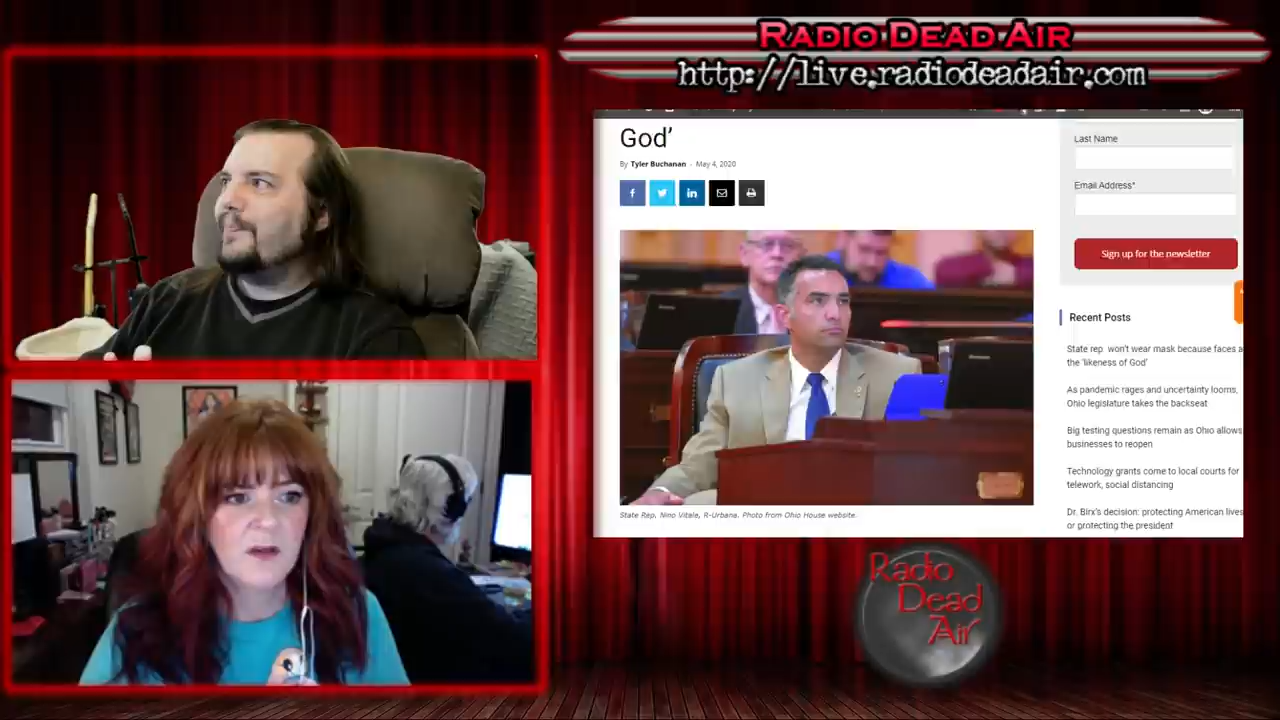 RADIO DEAD AIR
http://live.radiodeadair.com
God’
By Tyler Buchanan - May 4, 2020
State Rep. Nino Vitale, R-Urbana. Photo from Ohio House website.
Last Name
Email Address*
Sign up for the newsletter
Recent Posts
State rep. won’t wear mask because faces a
the ‘likeness of God’
As pandemic rages and uncertainty looms,
Ohio legislature takes the backseat
Big testing questions remain as Ohio allows
businesses to reopen
Technology grants come to local courts for
telework, social distancing
Dr. Birx’s decision: protecting American lives
or protecting the president
Radio
Dead
Air